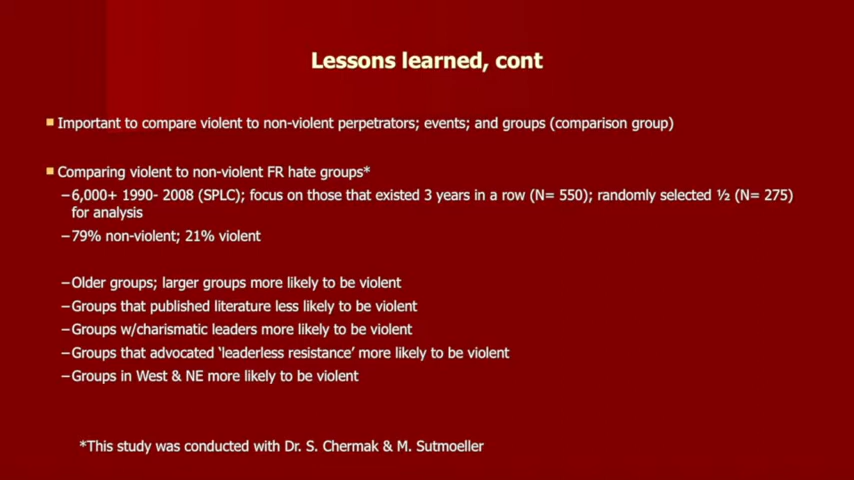 Lessons learned, cont
Important to compare violent to non-violent perpetrators; events; and groups (comparison group)
Comparing violent to non-violent FR hate groups*
–6,000+ 1990- 2008 (SPLC); focus on those that existed 3 years in a row (N= 550); randomly selected ½ (N= 275)
for analysis
–79% non-violent; 21% violent
–Older groups; larger groups more likely to be violent
–Groups that published literature less likely to be violent
–Groups w/charismatic leaders more likely to be violent
–Groups that advocated ‘leaderless resistance’ more likely to be violent
–Groups in West & NE more likely to be violent
*This study was conducted with Dr. S. Chermak & M. Sutmoeller